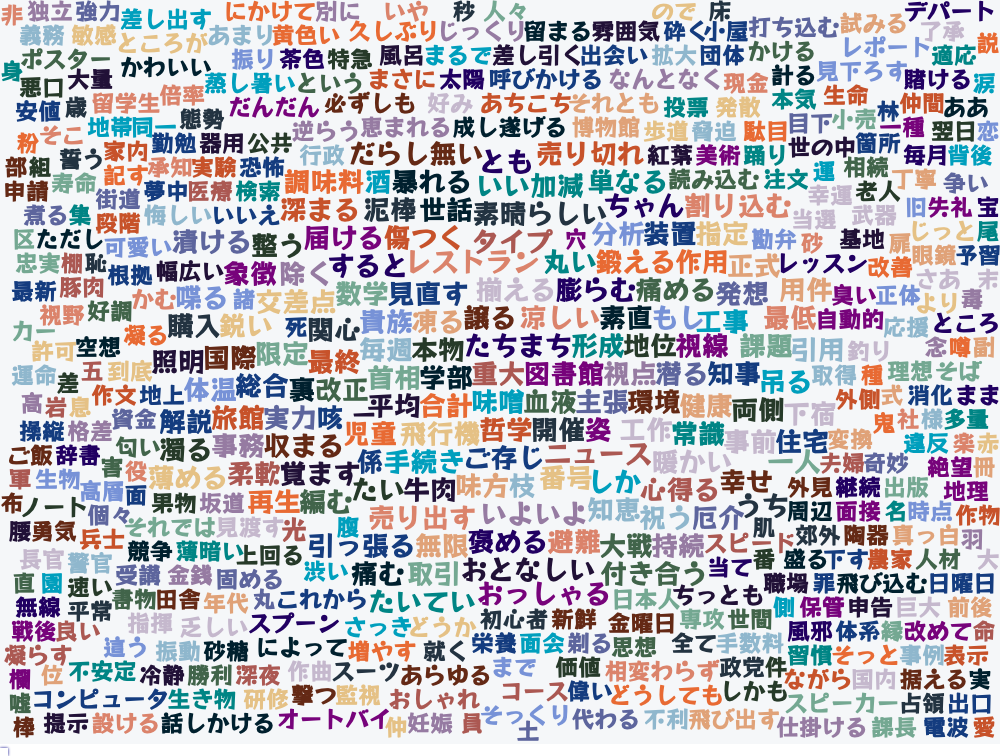 非 独立 強力 差し出す にかけて 別に いや 秒 人々 ので 床 デパート
義務 敏感 ところが あまり 黄色い 久しぶり じっくり 留まる 雰囲気 砕く 小屋 打ち込む 試みる 了承 説
ポスター かわいい 振り 茶色 特急 風呂 まるで 差し引く 出会い 拡大 団体 かける レポート 適応
身 悪口 大量 蒸し暑い という まさに 太陽 呼びかける なんとなく 現金 計る 見下ろす 賭ける 涙
安値 歳 留学生 倍率 だんだん 必ずしも 好み あちこち それとも 投票 発散 本気 生命 林 仲間 ああ
粉 そこ 地帯 同一 態勢 逆らう 恵まれる 成し遂げる 博物館 歩道 脅迫 駄目 目下 小売 一種 翌日 恋
部 組 誓う 家内 勤勉 器用 公共 行政 だらし無い とも 売り切れ 紅葉 美術 踊り 世の中 箇所 毎月 背後
申請 寿命 記す 承知 実験 恐怖 調味料 酒 暴れる いい加減 単なる 読み込む 注文 運 相続 丁寧 争い
街道 夢中 医療 検索 幸運 老人
煮る 集 段階 悔しい いいえ 深まる 泥棒 世話 素晴らしい ちゃん 割り込む 当選 武器 旧 失礼 宝
区 ただし 可愛い 漬ける 整う 届ける 傷つく タイプ 穴 分析 装置 指定 勘弁 砂 基地 扉 じっと 尾
忠実 棚 恥 根拠 幅広い 象徴 除く すると レストラン 丸い 鍛える 作用 正式 レッスン 改善 眼鏡 予習
最新 豚肉 かむ 喋る 諸 交差点 数学 見直す 揃える 膨らむ 痛める 発想 用件 臭い 正体 さあ より 末 毒
視野 好調 凝る 購入 鋭い 死 関心 貴族 凍る 譲る 涼しい 素直 もし 工事 最低 自動的 応援 ところ
カー 許可 空想 照明 国際 限定 最終 毎週 本物 たちまち 形成 地位 視線 課題 引用 釣り 念 噂 副
運命 差 五 到底 作文 地上 体温 総合 裏 改正 首相 学部 重大 図書館 視点 潜る 知事 吊る 取得 種 理想 そば
高 岩 息 資金 解説 旅館 実力 咳 平均 合計 味噌 血液 主張 環境 健康 両側 下宿 外側 式 消化 まま
操縦 格差 匂い 濁る 事務 収まる 児童 飛行機 哲学 開催 姿 工作 常識 事前 住宅 変換 鬼 社 様 多量
ご飯 辞書 害 役 薄める 柔軟 覚ます 係 手続き ご存じ ニュース 暖かい 一人 夫婦 奇妙 違反 楽 赤
軍 生物 高層 面 果物 坂道 再生 編む たい 牛肉 味方 枝 番号 しか 心得る 幸せ 外見 継続 出版 絶望 冊 地理
布 ノート 個々 それでは 見渡す 光 腹 売り出す いよいよ 知恵 祝う 厄介 うち 周辺 面接 名 時点 作物
腰 勇気 兵士 競争 薄暗い 上回る 引っ張る 無限 褒める 避難 大戦 持続 スピード 肌 郊外 陶器 真っ白 羽
長官 警官 受講 金銭 固める 渋い 痛む 取引 おとなしい 付き合う 当て 番 盛る 下す 農家 人材 大
直 園 速い 書物 田舎 年代 丸 これから たいてい おっしゃる 日本人 ちっとも 職場 罪 飛び込む 日曜日
無線 平常 指揮 乏しい スプーン さっき どうか 初心者 新鮮 金曜日 専攻 世間 側 保管 申告 巨大 前後
戦後 良い 這う 振動 砂糖 によって 増やす 就く 栄養 面会 剃る 思想 全て 手数料 風邪 体系 縁 改めて 命
凝らす 欄 位 不安定 冷静 勝利 深夜 作曲 スーツ あらゆる まで 価値 相変わらず 政党 件 習慣 そっと 事例 表示
嘘 コンピュータ 生き物 研修 撃つ 監視 おしゃれ コース 偉い どうしても しかも ながら 国内 据える 実
棒 提示 設ける 話しかける オートバイ 仲 妊娠 員 そっくり 代わる 不利 飛び出す スピーカー 占領 出口
土 仕掛ける 課長 電波 愛